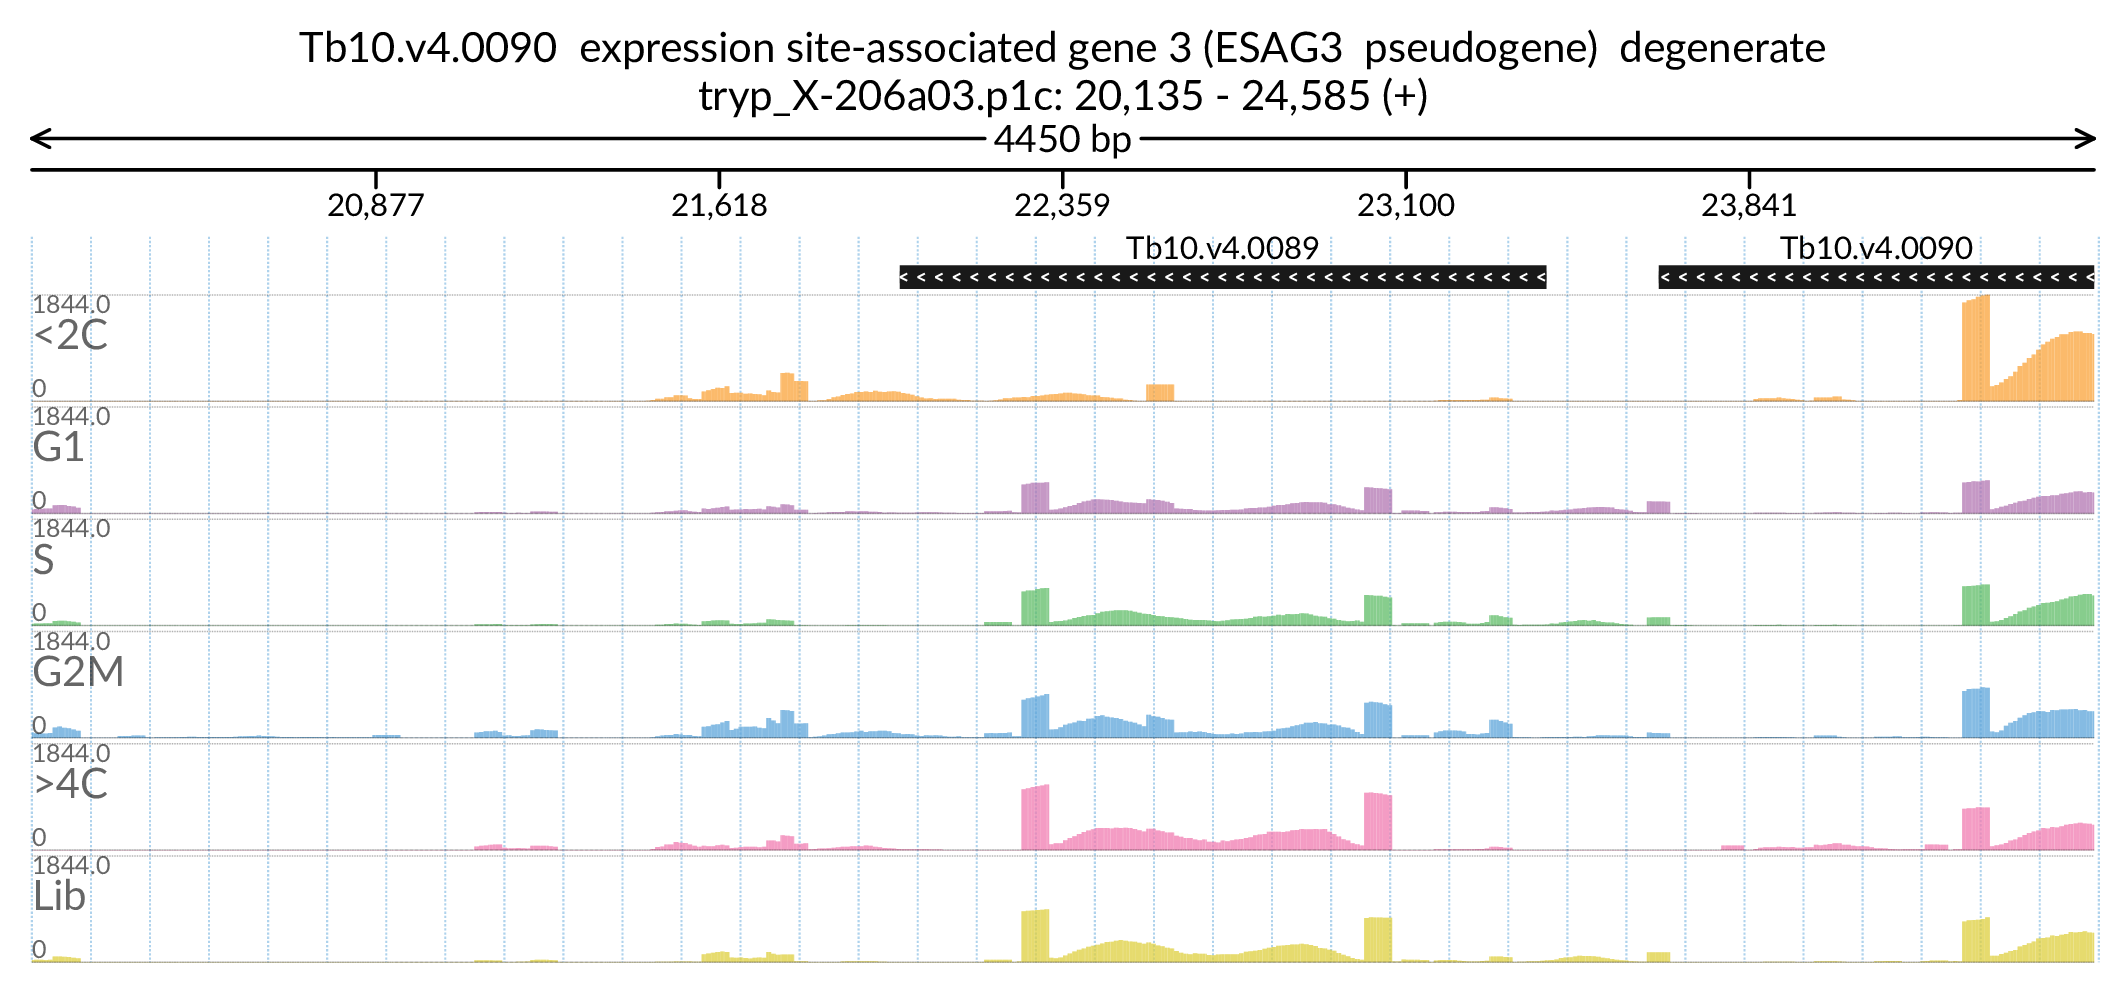 Tb10.v4.0090 expression site-associated gene 3 (ESAG3 pseudogene) degenerate
tryp_X-206a03.p1c: 20,135 - 24,585 (+)
4450 bp
20,877 21,618 22,359 23,100 23,841
Tb10.v4.0089 Tb10.v4.0090
< < < < < < < < < < < < < < < < < < < < < < < < < < < < < < < < < < < < < < < < < < < < < < < < < < < < < < < < < < < < < <
1844.0
<2C
0
1844.0
G1
0
1844.0
S
0
1844.0
G2M
0
1844.0
>4C
0
1844.0
Lib
0